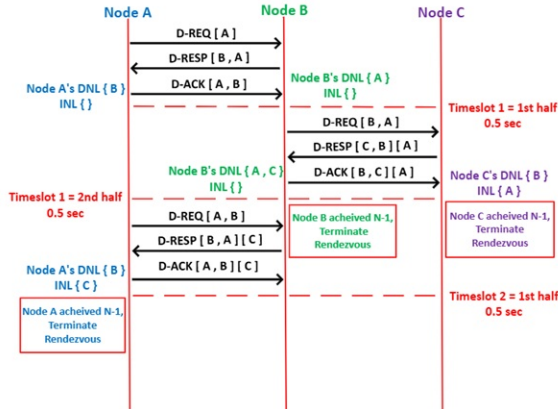 Node A
Node B
Node C
D-REQ [ A ]
D-RESP [ B , A ]
D-ACK [ A , B ]
Node A's DNL { B }
INL { }
Node B's DNL { A }
INL { }
Timeslot 1 = 1st half
0.5 sec
D-REQ [ B , A ]
D-RESP [ C , B ] [ A ]
D-ACK [ B , C ] [ A ]
Node B's DNL { A , C }
INL { }
Node C's DNL { B }
INL { A }
Timeslot 1 = 2nd half
0.5 sec
Node B acheived N-1,
Terminate
Rendezvous
Node C achieved N-1,
Terminate
Rendezvous
D-REQ [ A , B ]
D-RESP [ B , A ] [ C ]
D-ACK [ A , B ] [ C ]
Node A's DNL { B }
INL { C }
Timeslot 2 = 1st half
0.5 sec
Node A achieved N-1,
Terminate
Rendezvous